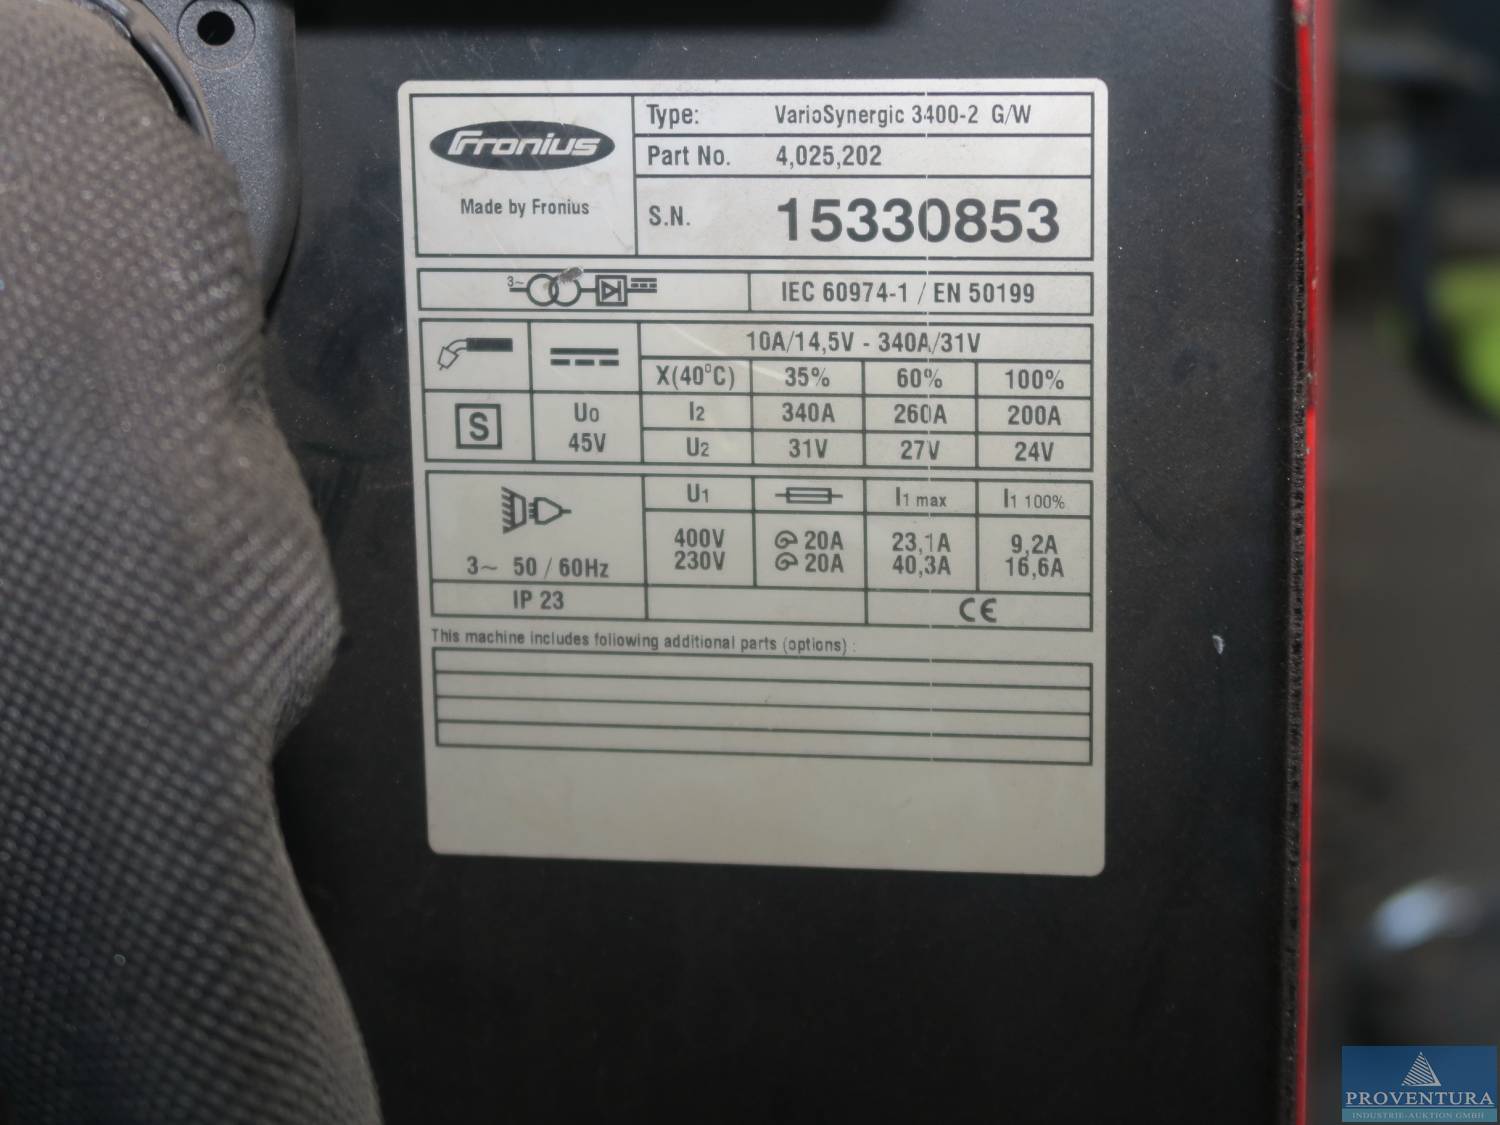 Fronius
Made by Fronius
Type: VarioSynergic 3400-2 G/W
Part No. 4,025,202
S.N. 15330853
3~
IEC 60974-1 / EN 50199
10A/14,5V - 340A/31V
X(40°C) 35% 60% 100%
S
U0
45V
I2 340A 260A 200A
U2 31V 27V 24V
U1 I1 max I1 100%
400V 20A 23,1A 9,2A
230V 20A 40,3A 16,6A
3~ 50 / 60Hz
IP 23
CE
This machine includes following additional parts (options) :
PROVENTURA
INDUSTRIE-AUKTION GMBH